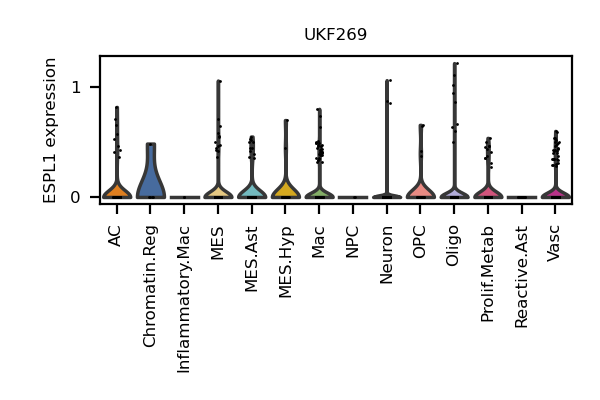 UKF269
ESPL1 expression
1
0
AC
Chromatin.Reg
Inflammatory.Mac
MES
MES.Ast
MES.Hyp
Mac
NPC
Neuron
OPC
Oligo
Prolif.Metab
Reactive.Ast
Vasc